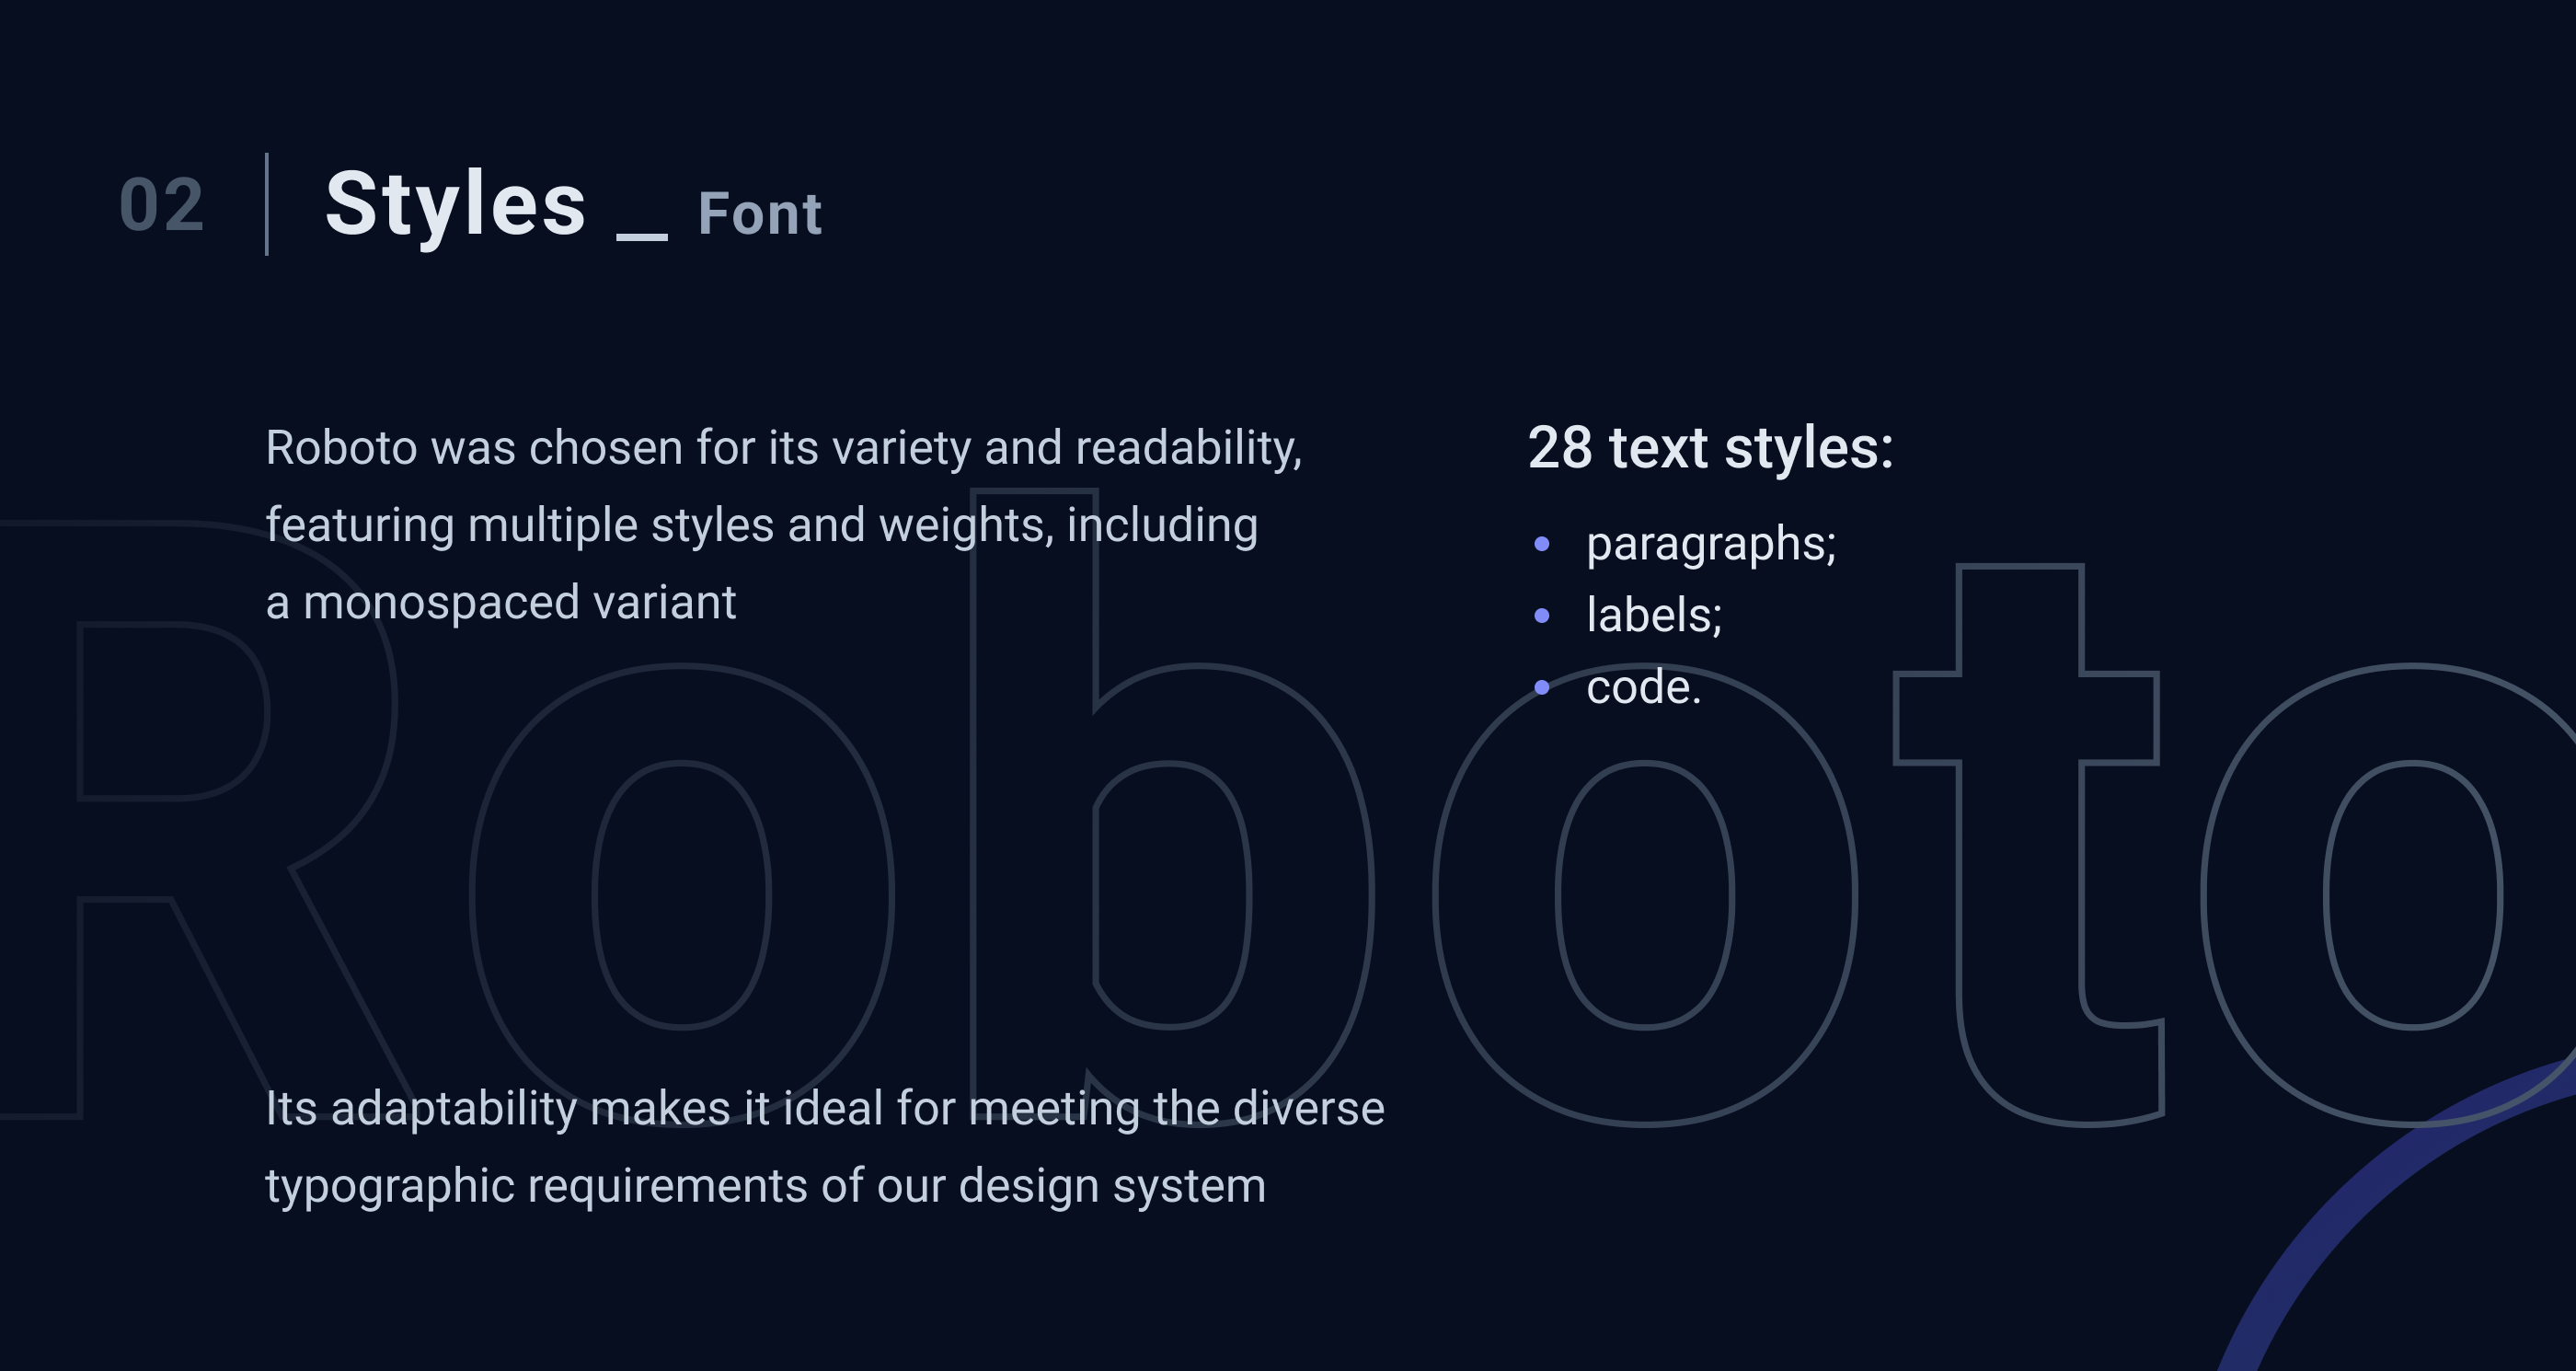 02
Styles _ Font
Roboto was chosen for its variety and readability,
featuring multiple styles and weights, including
a monospaced variant
28 text styles:
• paragraphs;
• labels;
• code.
Roboto
Its adaptability makes it ideal for meeting the diverse
typographic requirements of our design system